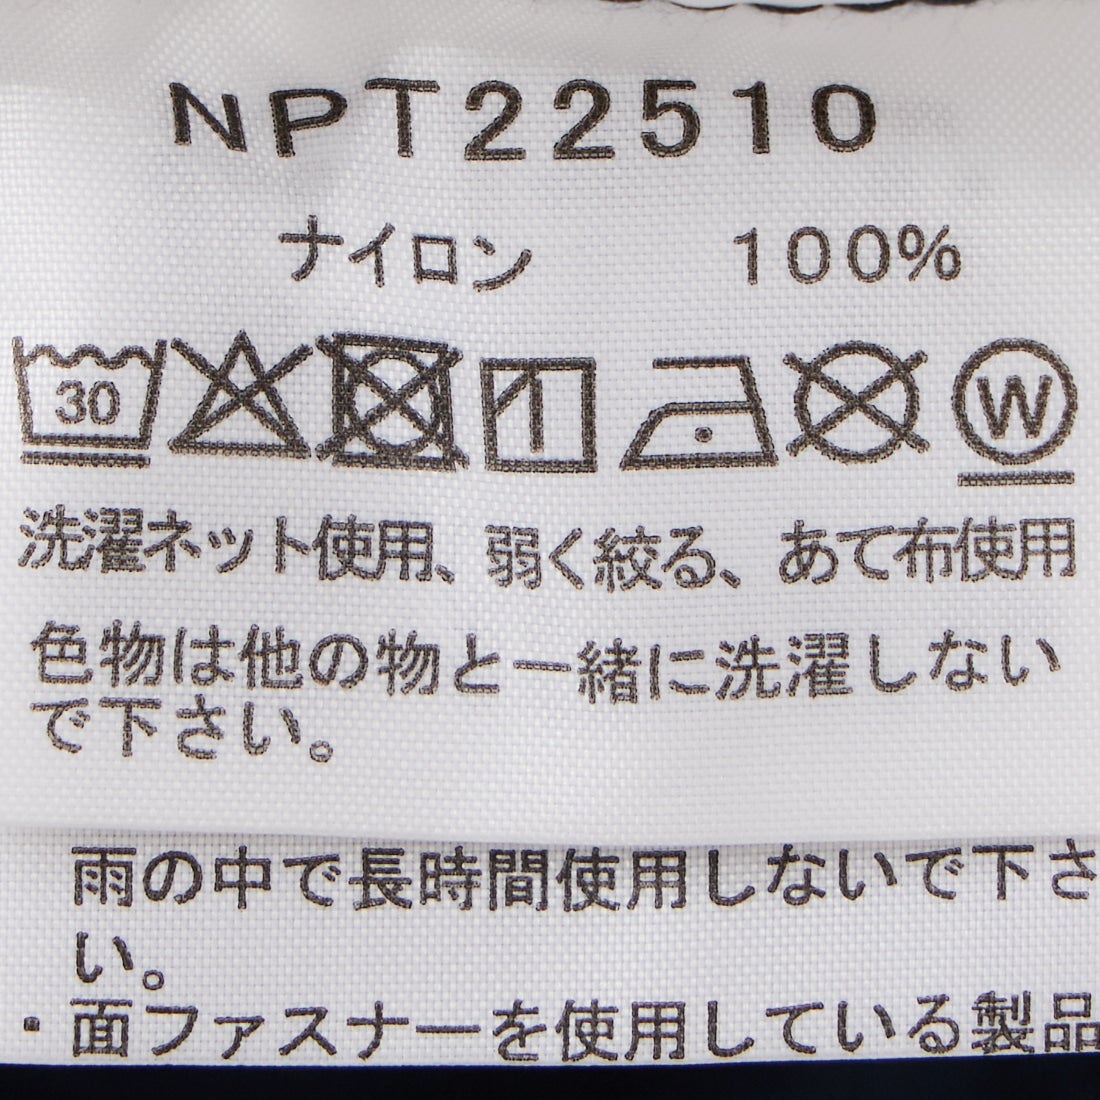 NPT22510
ナイロン 100%
30 W
洗濯ネット使用、弱く絞る、あて布使用
色物は他の物と一緒に洗濯しない
で下さい。
雨の中で長時間使用しないで下さ
い。
・面ファスナーを使用している製品